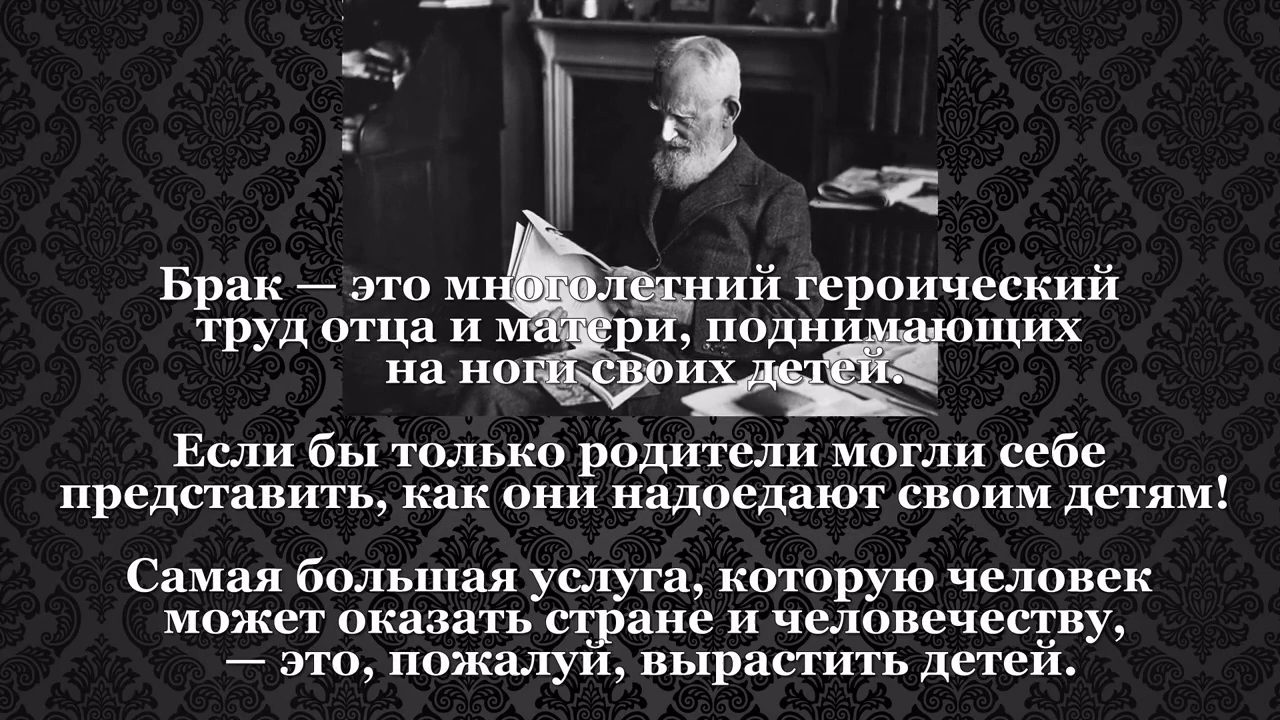 Брак — это многолетний героический
труд отца и матери, поднимающих
на ноги своих детей.
Если бы только родители могли себе
представить, как они надоедают своим детям!
Самая большая услуга, которую человек
может оказать стране и человечеству,
— это, пожалуй, вырастить детей.